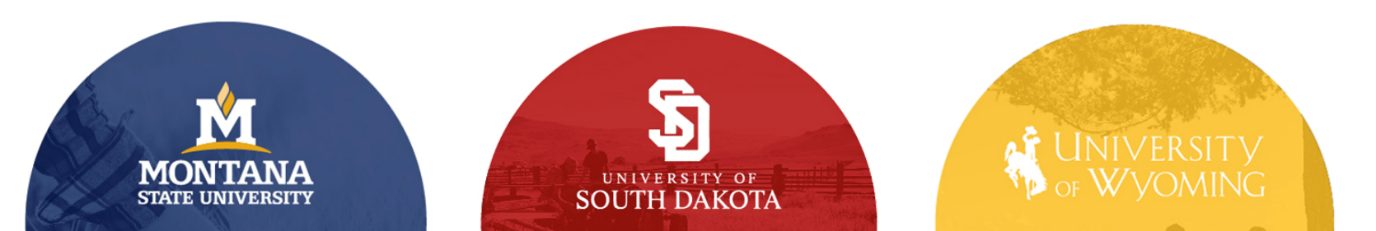 M
MONTANA
STATE UNIVERSITY
SD
UNIVERSITY OF
SOUTH DAKOTA
UNIVERSITY
OF WYOMING